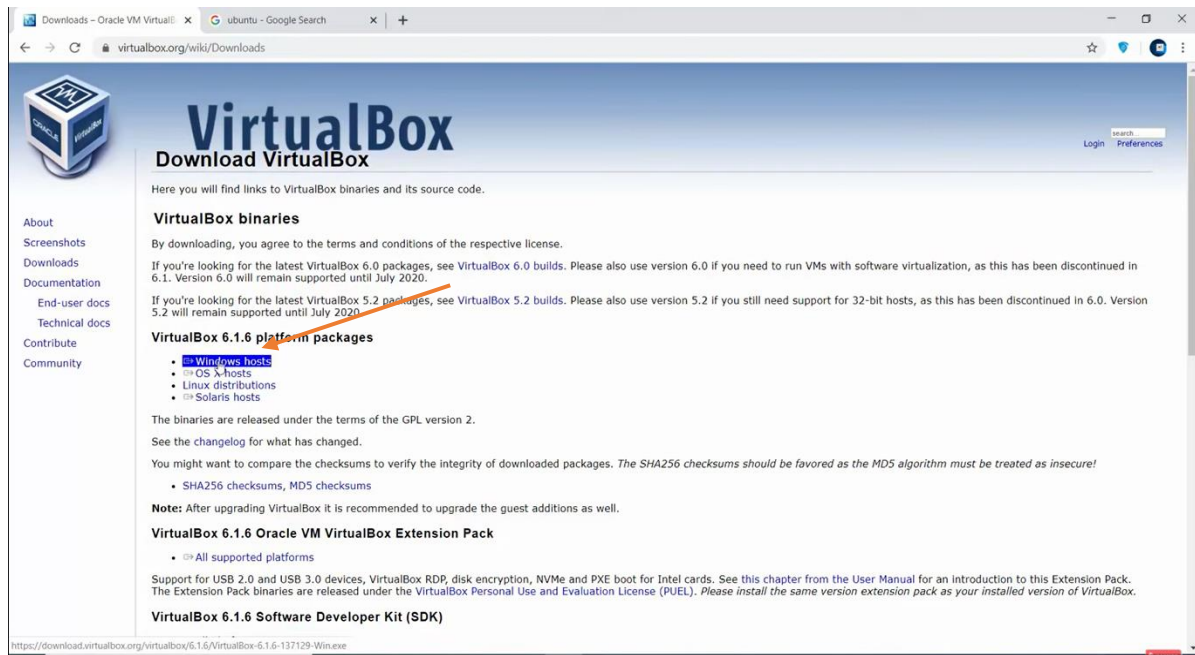 Downloads – Oracle VM VirtualB
ubuntu - Google Search
virtualbox.org/wiki/Downloads
ORACLE
VM
VirtualBox
VirtualBox
search...
Login Preferences
Download VirtualBox
Here you will find links to VirtualBox binaries and its source code.
About
Screenshots
Downloads
Documentation
End-user docs
Technical docs
Contribute
Community
VirtualBox binaries
By downloading, you agree to the terms and conditions of the respective license.
If you're looking for the latest VirtualBox 6.0 packages, see VirtualBox 6.0 builds. Please also use version 6.0 if you need to run VMs with software virtualization, as this has been discontinued in
6.1. Version 6.0 will remain supported until July 2020.
If you're looking for the latest VirtualBox 5.2 packages, see VirtualBox 5.2 builds. Please also use version 5.2 if you still need support for 32-bit hosts, as this has been discontinued in 6.0. Version
5.2 will remain supported until July 2020.
VirtualBox 6.1.6 platform packages
Windows hosts
OS X hosts
Linux distributions
Solaris hosts
The binaries are released under the terms of the GPL version 2.
See the changelog for what has changed.
You might want to compare the checksums to verify the integrity of downloaded packages. The SHA256 checksums should be favored as the MD5 algorithm must be treated as insecure!
SHA256 checksums, MD5 checksums
Note: After upgrading VirtualBox it is recommended to upgrade the guest additions as well.
VirtualBox 6.1.6 Oracle VM VirtualBox Extension Pack
All supported platforms
Support for USB 2.0 and USB 3.0 devices, VirtualBox RDP, disk encryption, NVMe and PXE boot for Intel cards. See this chapter from the User Manual for an introduction to this Extension Pack.
The Extension Pack binaries are released under the VirtualBox Personal Use and Evaluation License (PUEL). Please install the same version extension pack as your installed version of VirtualBox.
VirtualBox 6.1.6 Software Developer Kit (SDK)
https://download.virtualbox.org/virtualbox/6.1.6/VirtualBox-6.1.6-137129-Win.exe